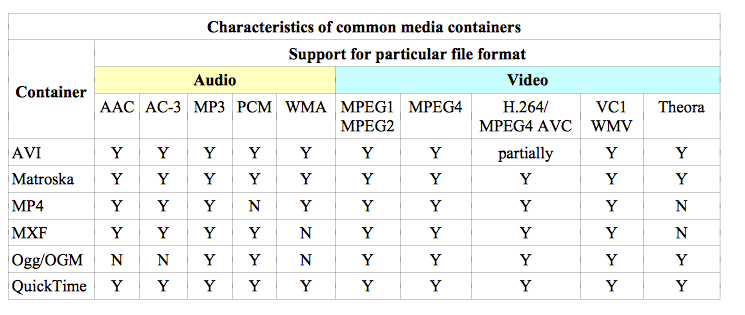 Characteristics of common media containers
Container
Support for particular file format
Audio Video
AAC AC-3 MP3 PCM WMA MPEG1 MPEG2 MPEG4 H.264/ MPEG4 AVC VC1 WMV Theora
AVI Y Y Y Y Y Y Y partially Y Y
Matroska Y Y Y Y Y Y Y Y Y Y
MP4 Y Y Y N Y Y Y Y Y N
MXF Y Y Y Y N Y Y Y Y N
Ogg/OGM N N Y Y N Y Y Y Y Y
QuickTime Y Y Y Y Y Y Y Y Y Y